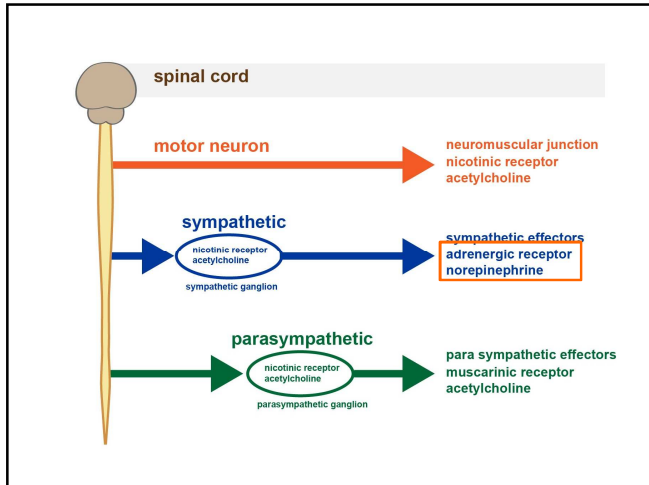 spinal cord
motor neuron
neuromuscular junction
nicotinic receptor
acetylcholine
sympathetic
nicotinic receptor
acetylcholine
sympathetic ganglion
sympathetic effectors
adrenergic receptor
norepinephrine
parasympathetic
nicotinic receptor
acetylcholine
parasympathetic ganglion
para sympathetic effectors
muscarinic receptor
acetylcholine